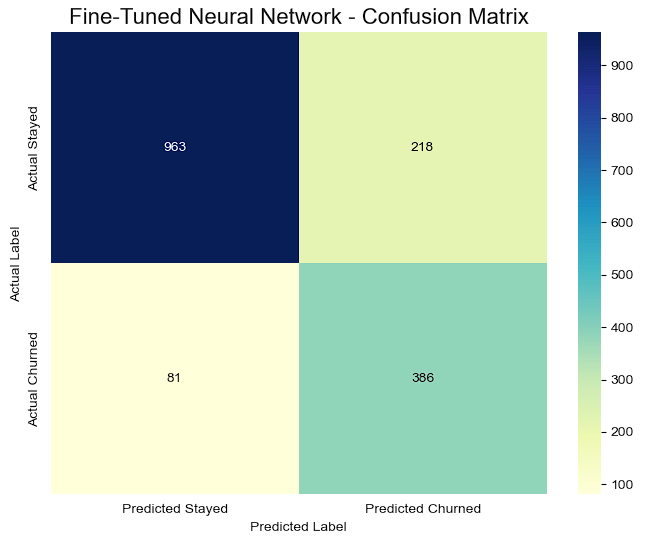 Fine-Tuned Neural Network - Confusion Matrix
Actual Label
Actual Stayed
963
218
Actual Churned
81
386
Predicted Stayed
Predicted Churned
Predicted Label
900
800
700
600
500
400
300
200
100